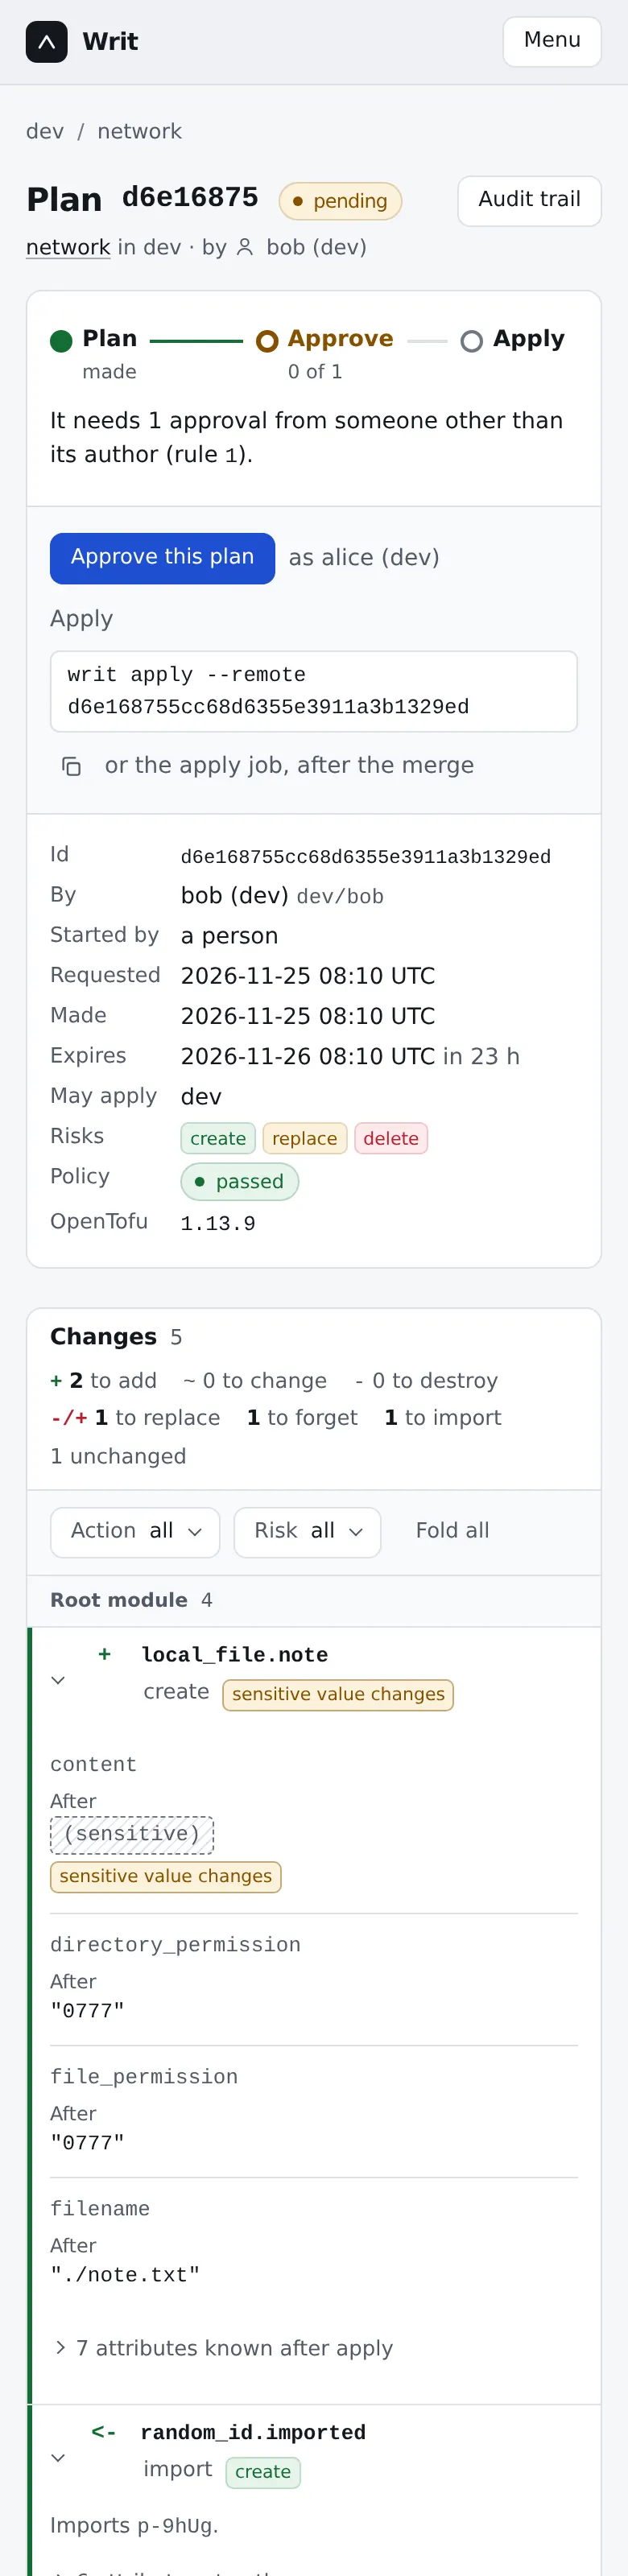 Writ
Menu
dev / network
Plan d6e16875 pending
Audit trail
network in dev · by bob (dev)
Plan Approve Apply
made 0 of 1
It needs 1 approval from someone other than
its author (rule 1).
Approve this plan as alice (dev)
Apply
writ apply --remote
d6e168755cc68d6355e3911a3b1329ed
or the apply job, after the merge
Id d6e168755cc68d6355e3911a3b1329ed
By bob (dev) dev/bob
Started by a person
Requested 2026-11-25 08:10 UTC
Made 2026-11-25 08:10 UTC
Expires 2026-11-26 08:10 UTC in 23 h
May apply dev
Risks create replace delete
Policy passed
OpenTofu 1.13.9
Changes 5
+ 2 to add ~ 0 to change - 0 to destroy
-/+ 1 to replace 1 to forget 1 to import
1 unchanged
Action all Risk all Fold all
Root module 4
+ local_file.note
create sensitive value changes
content
After
(sensitive)
sensitive value changes
directory_permission
After
"0777"
file_permission
After
"0777"
filename
After
"./note.txt"
7 attributes known after apply
<- random_id.imported
import create
Imports p-9hUg.